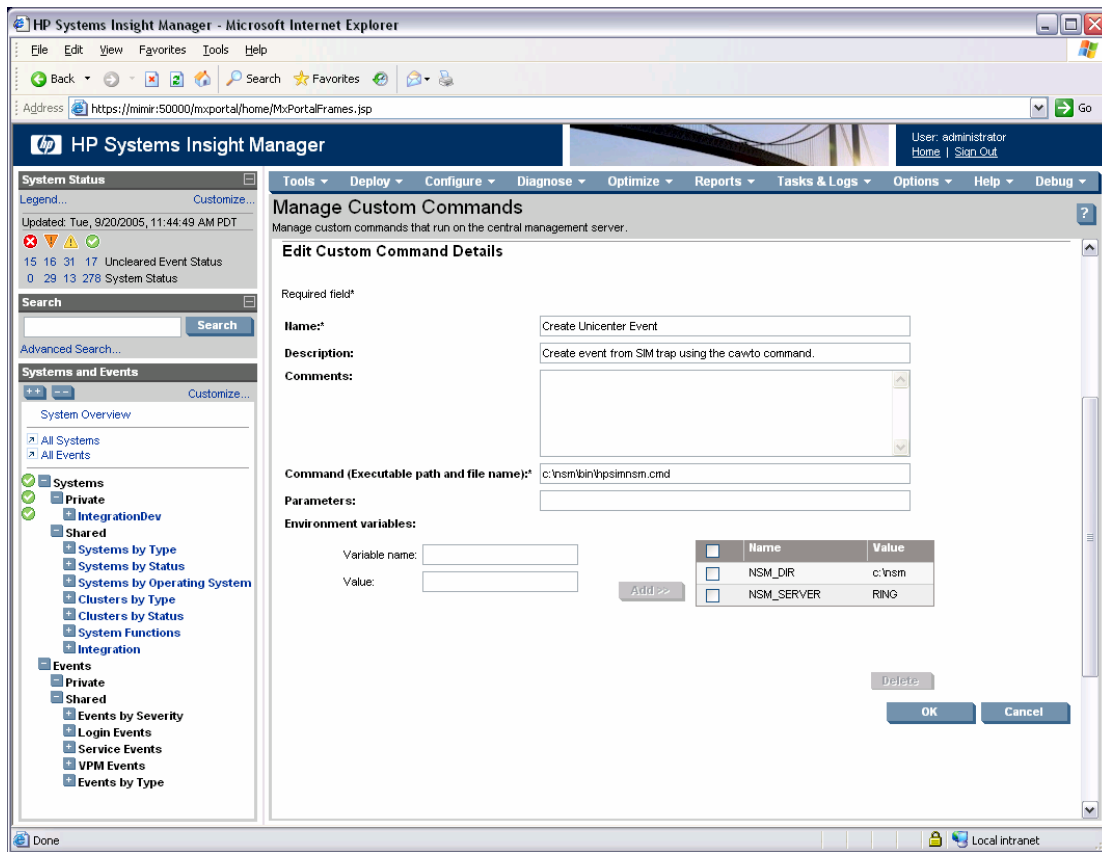 HP Systems Insight Manager - Microsoft Internet Explorer
File Edit View Favorites Tools Help
Back Search Favorites
Address https://mimir:50000/mxportal/home/MxPortalFrames.jsp Go
hp HP Systems Insight Manager
User: administrator
Home | Sign Out
System Status
Legend... Customize...
Updated: Tue, 9/20/2005, 11:44:49 AM PDT
15 16 31 17 Uncleared Event Status
0 29 13 278 System Status
Search
Search
Advanced Search...
Systems and Events
++ -- Customize...
System Overview
All Systems
All Events
Systems
Private
IntegrationDev
Shared
Systems by Type
Systems by Status
Systems by Operating System
Clusters by Type
Clusters by Status
System Functions
Integration
Events
Private
Shared
Events by Severity
Login Events
Service Events
VPM Events
Events by Type
Tools Deploy Configure Diagnose Optimize Reports Tasks & Logs Options Help Debug
Manage Custom Commands
?
Manage custom commands that run on the central management server.
Edit Custom Command Details
Required field*
Name:* Create Unicenter Event
Description: Create event from SIM trap using the cawto command.
Comments:
Command (Executable path and file name):* c:\nsm\bin\hpsimnsm.cmd
Parameters:
Environment variables:
Variable name:
Value:
Add >>
Name Value
NSM_DIR c:\nsm
NSM_SERVER RING
Delete
OK Cancel
Done Local intranet